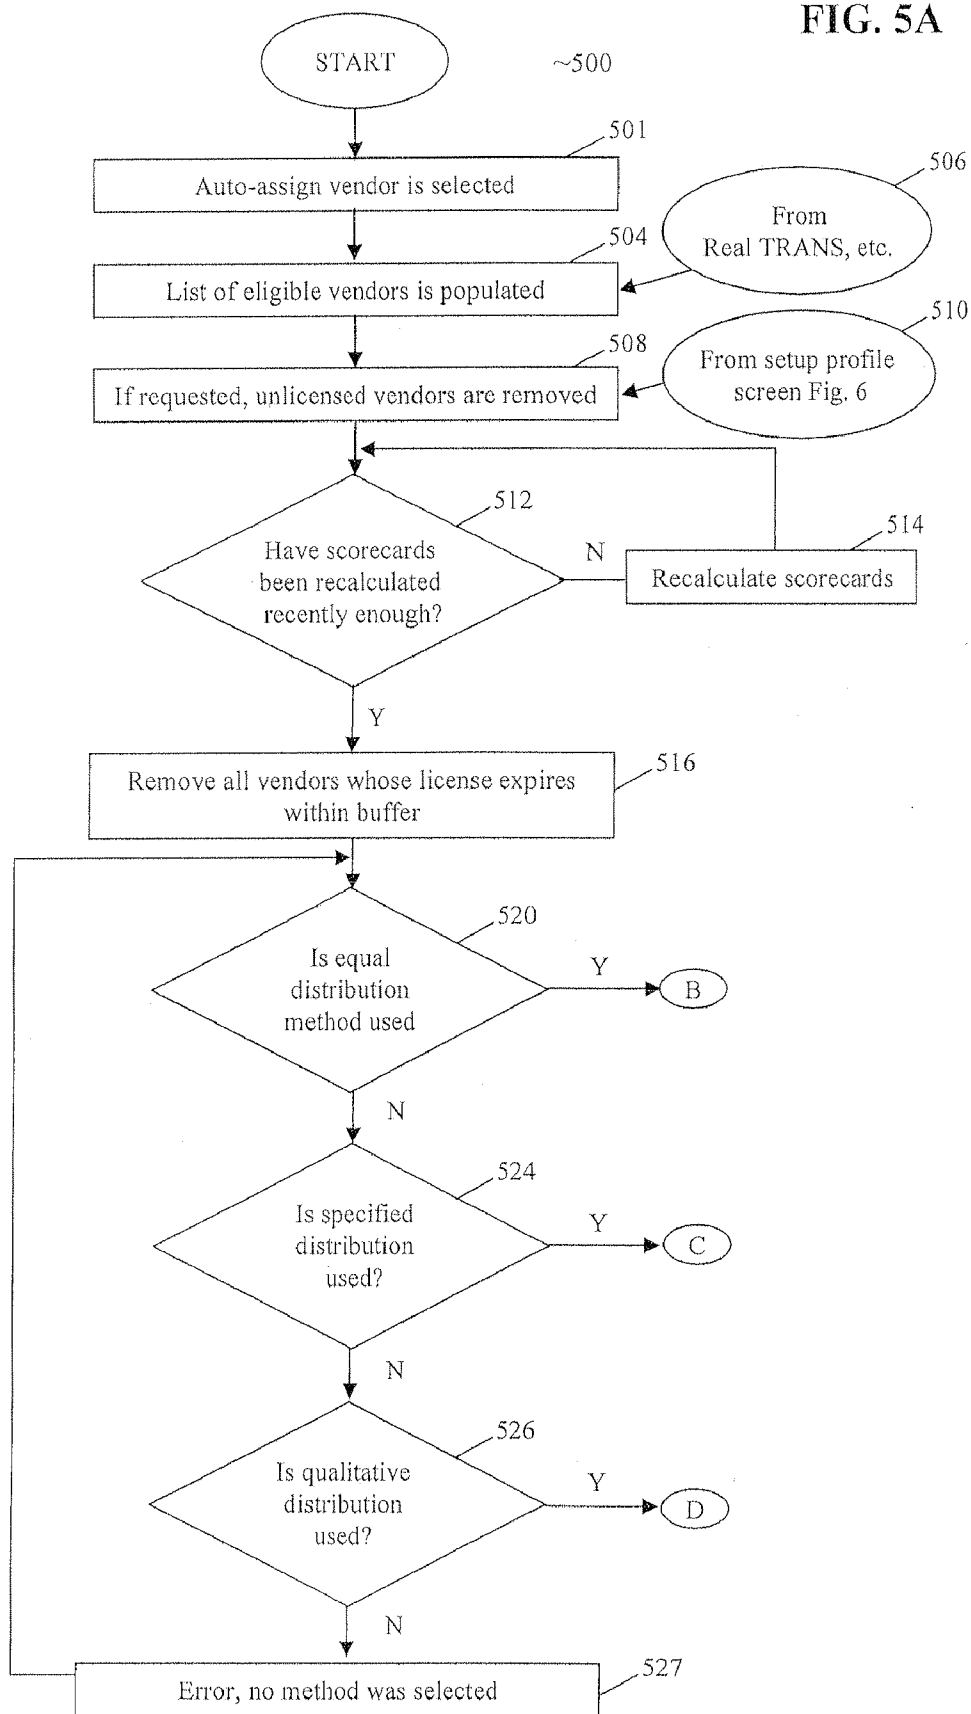 FIG. 5A
START
~500
501
Auto-assign vendor is selected
506
From
Real TRANS, etc.
504
List of eligible vendors is populated
510
From setup profile
screen Fig. 6
508
If requested, unlicensed vendors are removed
512
Have scorecards
been recalculated
recently enough?
N
514
Recalculate scorecards
Y
516
Remove all vendors whose license expires
within buffer
520
Is equal
distribution
method used
Y
B
N
524
Is specified
distribution
used?
Y
C
N
526
Is qualitative
distribution
used?
Y
D
N
527
Error, no method was selected